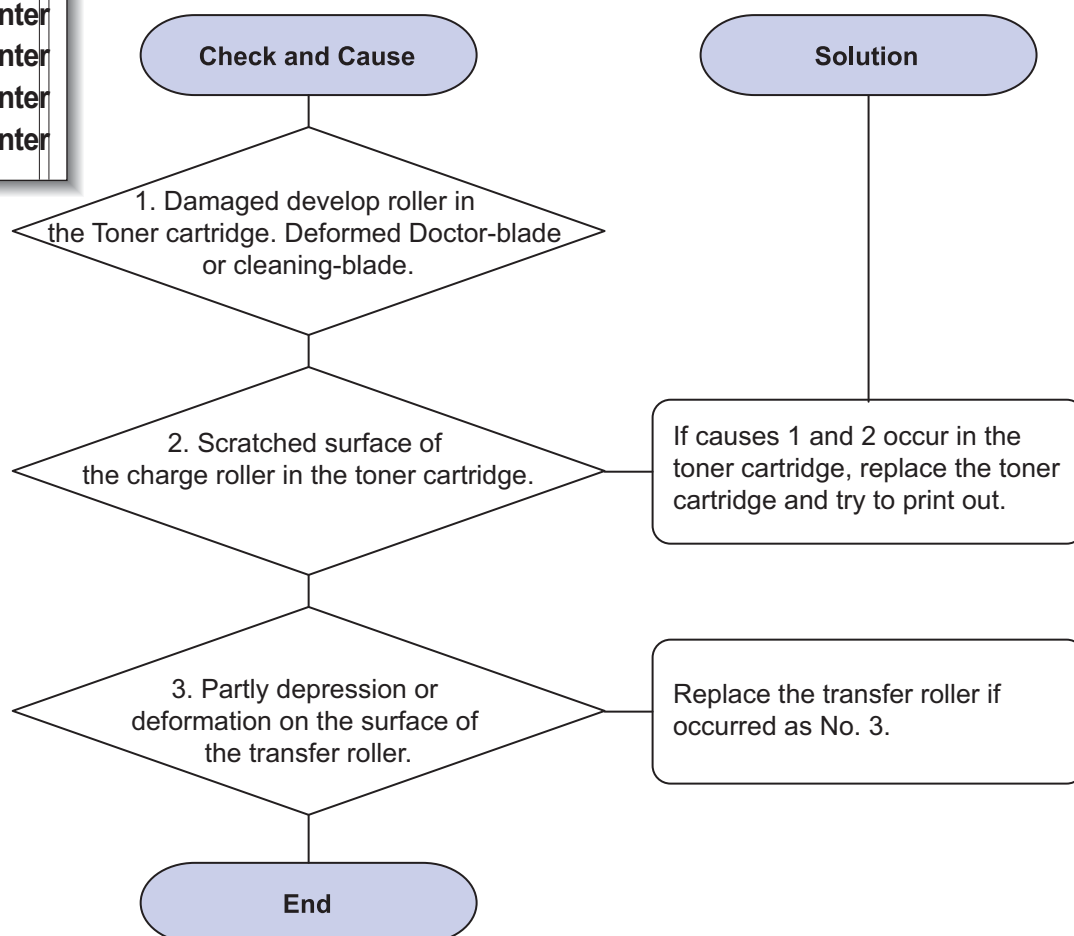 nter
nter
nter
nter
Check and Cause
Solution
1. Damaged develop roller in
the Toner cartridge. Deformed Doctor-blade
or cleaning-blade.
2. Scratched surface of
the charge roller in the toner cartridge.
If causes 1 and 2 occur in the
toner cartridge, replace the toner
cartridge and try to print out.
3. Partly depression or
deformation on the surface of
the transfer roller.
Replace the transfer roller if
occurred as No. 3.
End